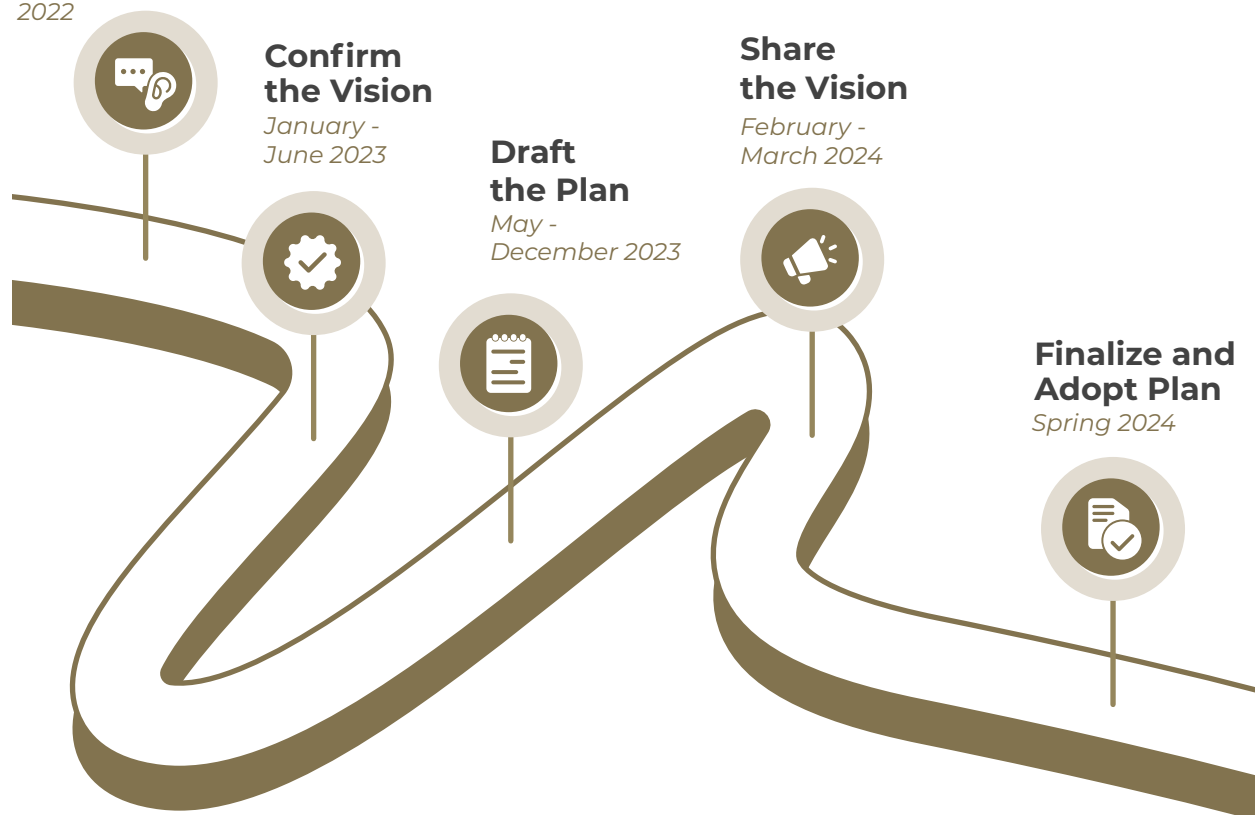 2022
Confirm
the Vision
January -
June 2023
Draft
the Plan
May -
December 2023
Share
the Vision
February -
March 2024
Finalize and
Adopt Plan
Spring 2024